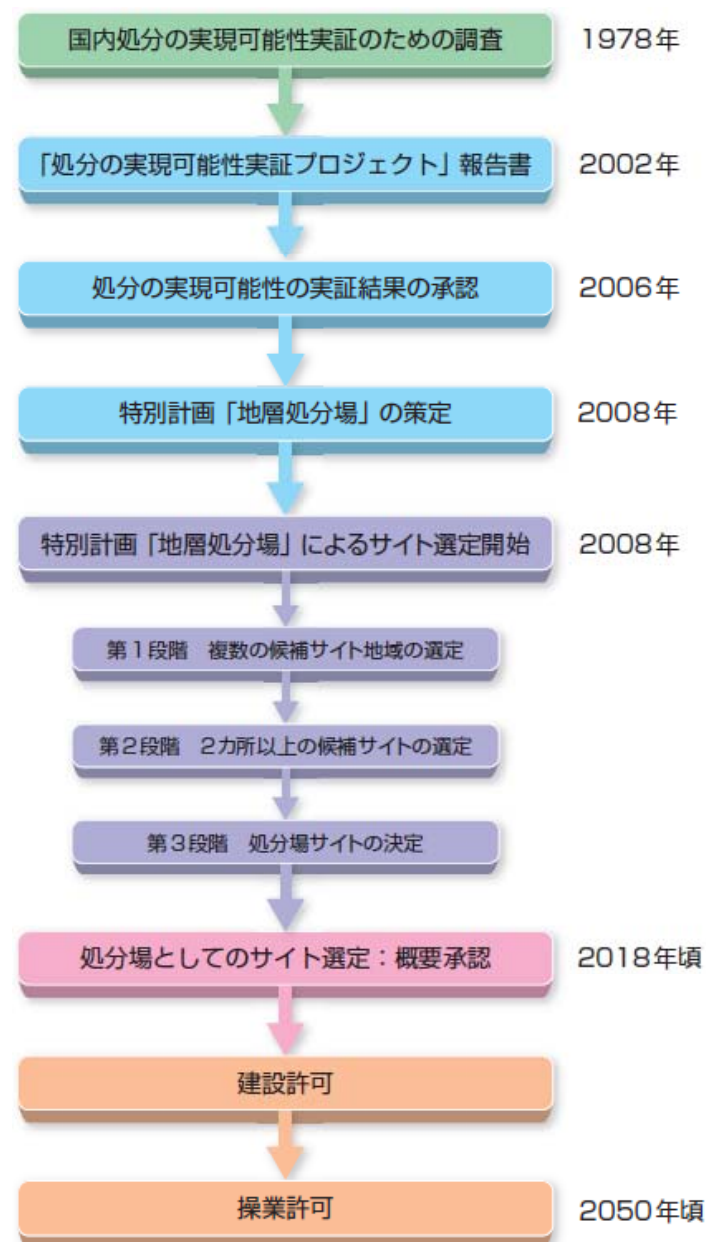 国内処分の実現可能性実証のための調査 1978年
「処分の実現可能性実証プロジェクト」報告書 2002年
処分の実現可能性の実証結果の承認 2006年
特別計画「地層処分場」の策定 2008年
特別計画「地層処分場」によるサイト選定開始 2008年
第1段階 複数の候補サイト地域の選定
第2段階 2カ所以上の候補サイトの選定
第3段階 処分場サイトの決定
処分場としてのサイト選定：概要承認 2018年頃
建設許可
操業許可 2050年頃